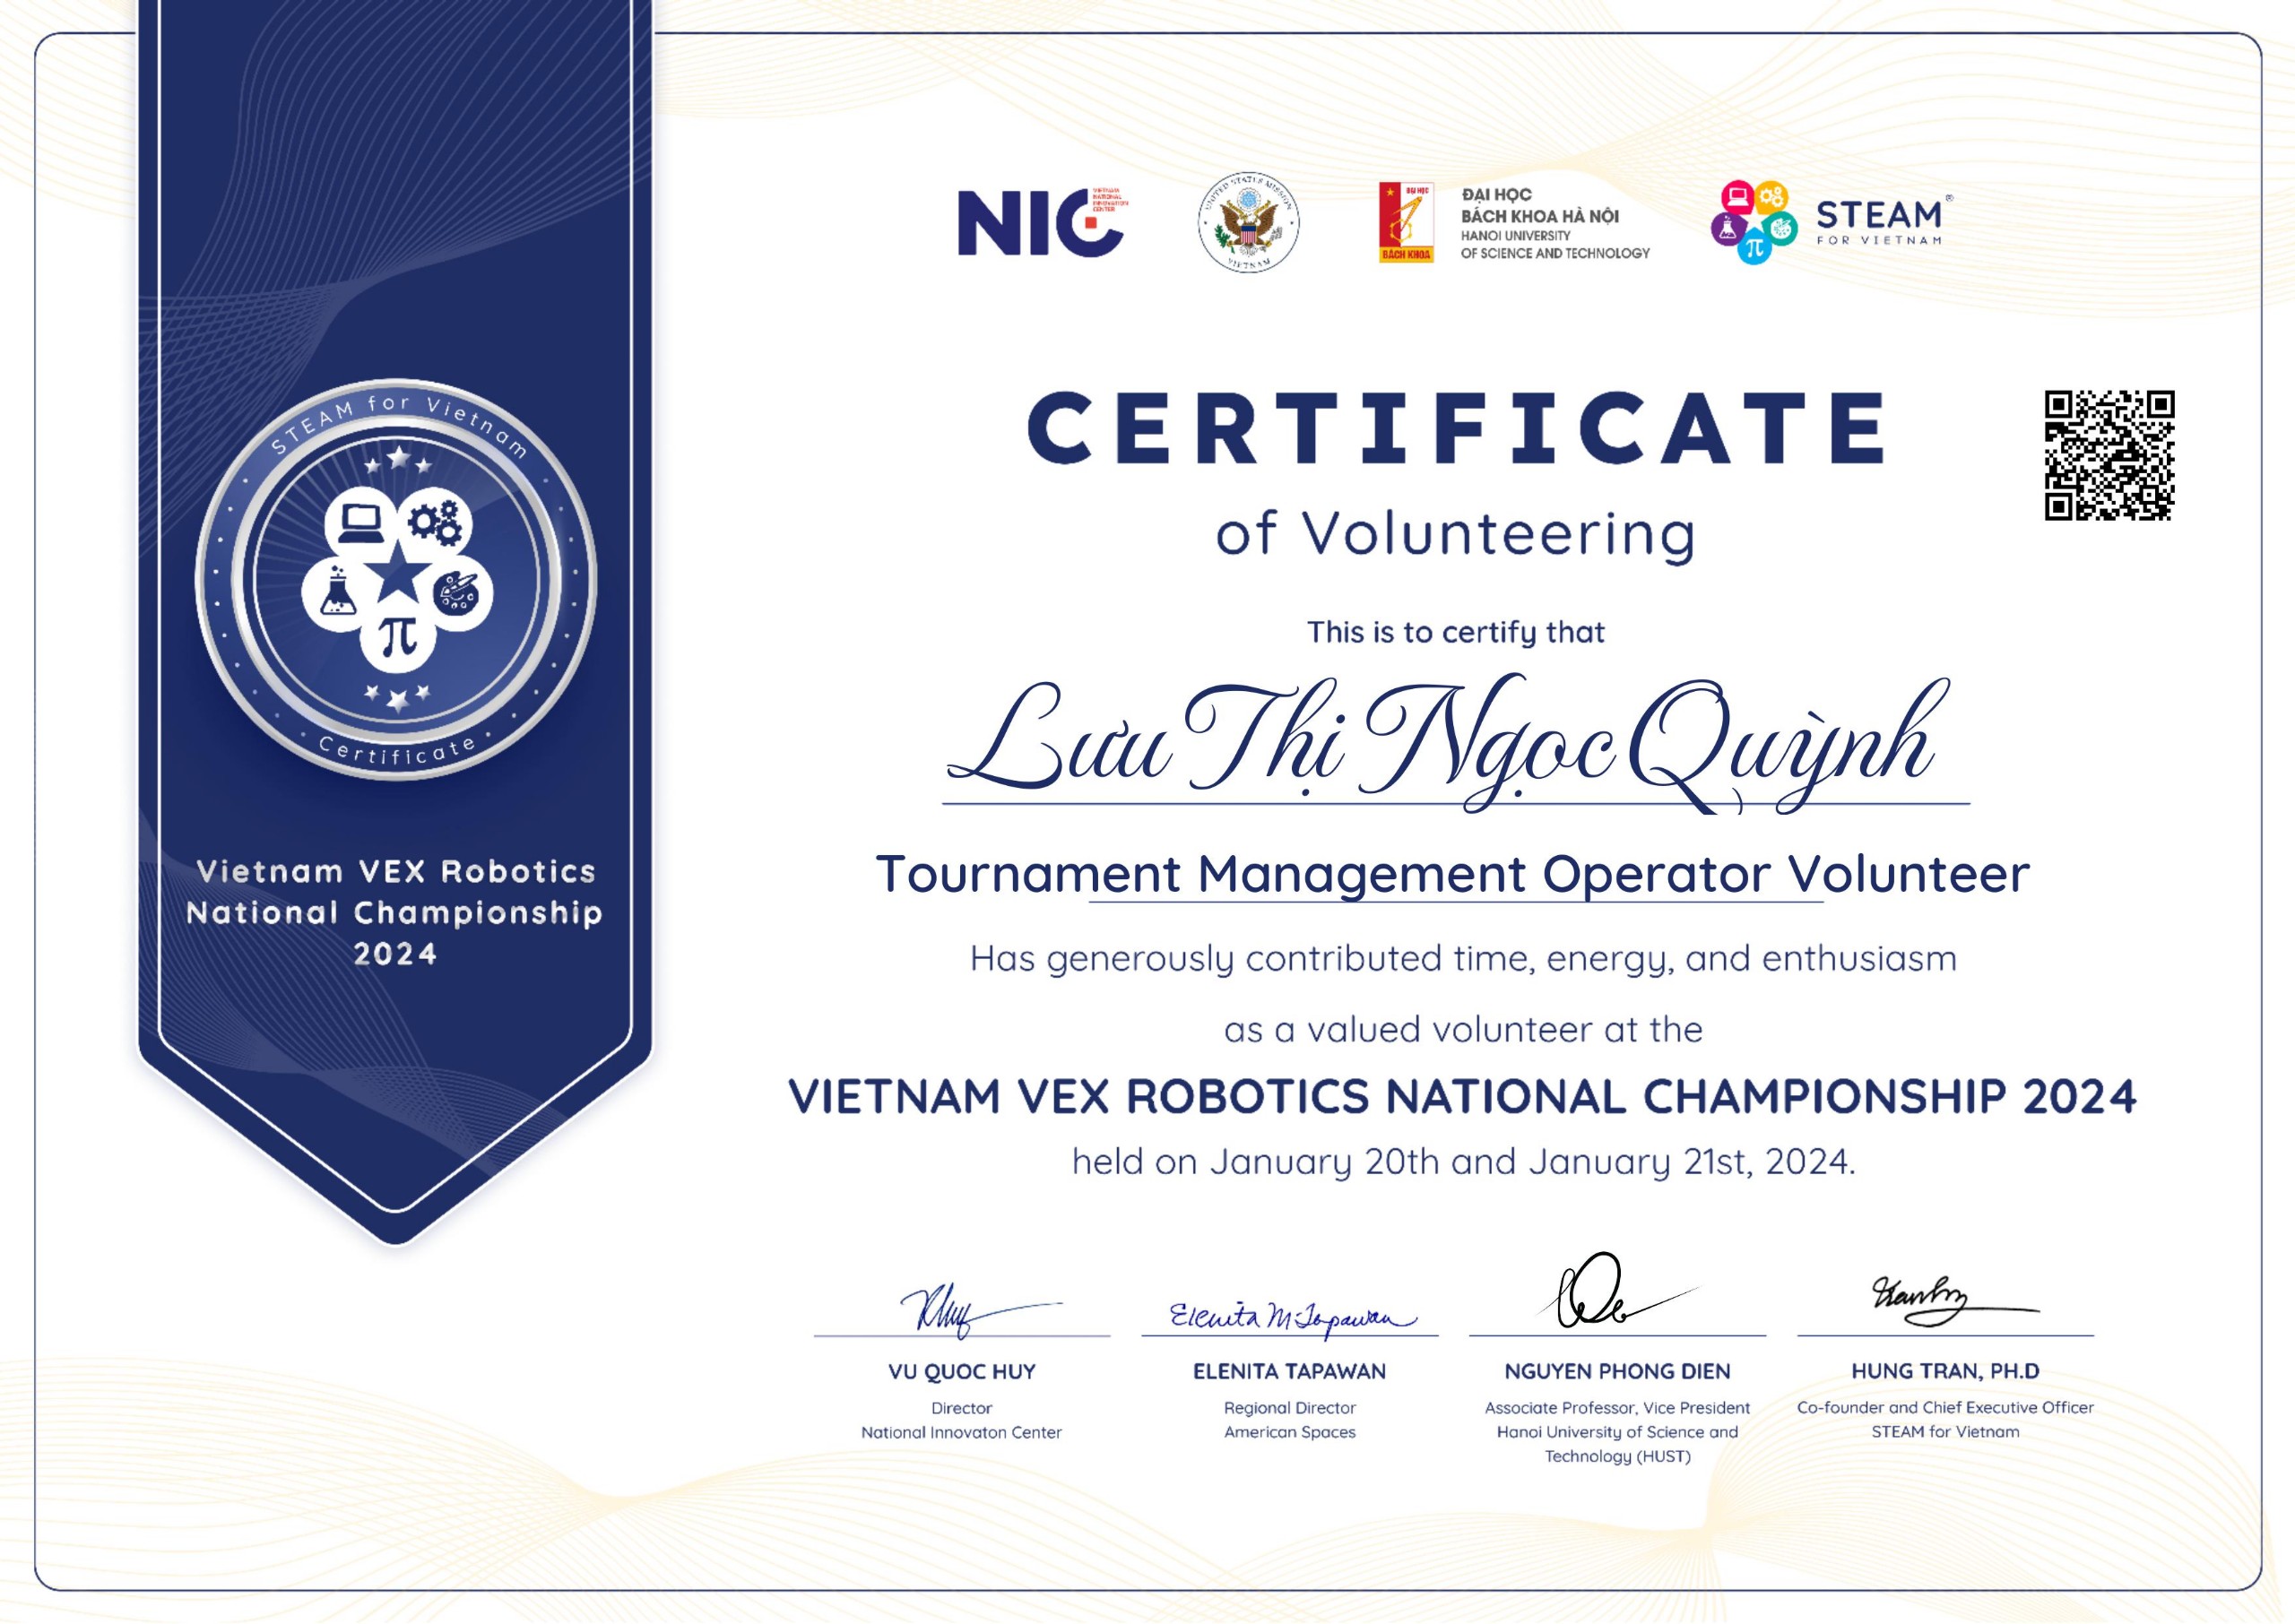 NIC
VIETNAM
NATIONAL
INNOVATION
CENTER
UNITED STATES MISSION
VIETNAM
ĐẠI HỌC
BÁCH KHOA
ĐẠI HỌC
BÁCH KHOA HÀ NỘI
HANOI UNIVERSITY
OF SCIENCE AND TECHNOLOGY
π
STEAM®
FOR VIETNAM
STEAM for Vietnam
π
Certificate
Vietnam VEX Robotics
National Championship
2024
CERTIFICATE
of Volunteering
This is to certify that
Lưu Thị Ngọc Quỳnh
Tournament Management Operator Volunteer
Has generously contributed time, energy, and enthusiasm
as a valued volunteer at the
VIETNAM VEX ROBOTICS NATIONAL CHAMPIONSHIP 2024
held on January 20th and January 21st, 2024.
Elenita M. Tapawan
VU QUOC HUY
Director
National Innovaton Center
ELENITA TAPAWAN
Regional Director
American Spaces
NGUYEN PHONG DIEN
Associate Professor, Vice President
Hanoi University of Science and
Technology (HUST)
HUNG TRAN, PH.D
Co-founder and Chief Executive Officer
STEAM for Vietnam